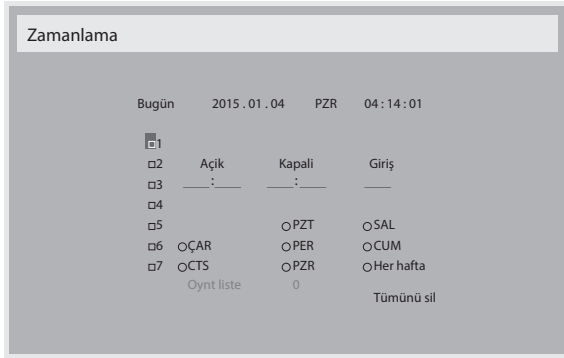 Zamanlama
Bugün 2015 . 01 . 04 PZR 04 : 14 : 01
1
2 Açik Kapali Giriş
3 ___:____ ____:____ ____
4
5 PZT SAL
6 ÇAR PER CUM
7 CTS PZR Her hafta
Oynt liste 0
Tümünü sil